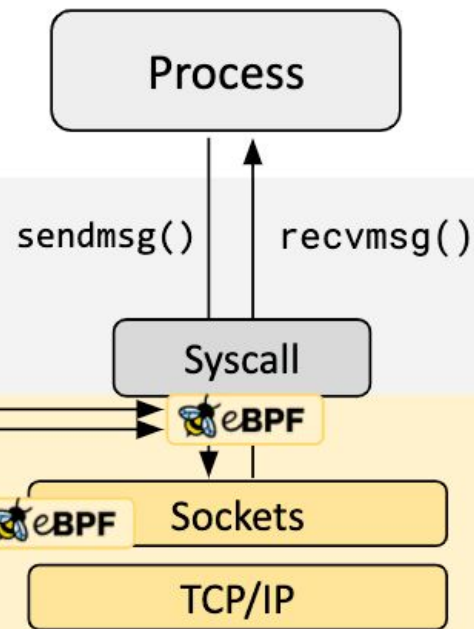 Process
sendmsg() recvmsg()
Syscall
eBPF
eBPF Sockets
TCP/IP